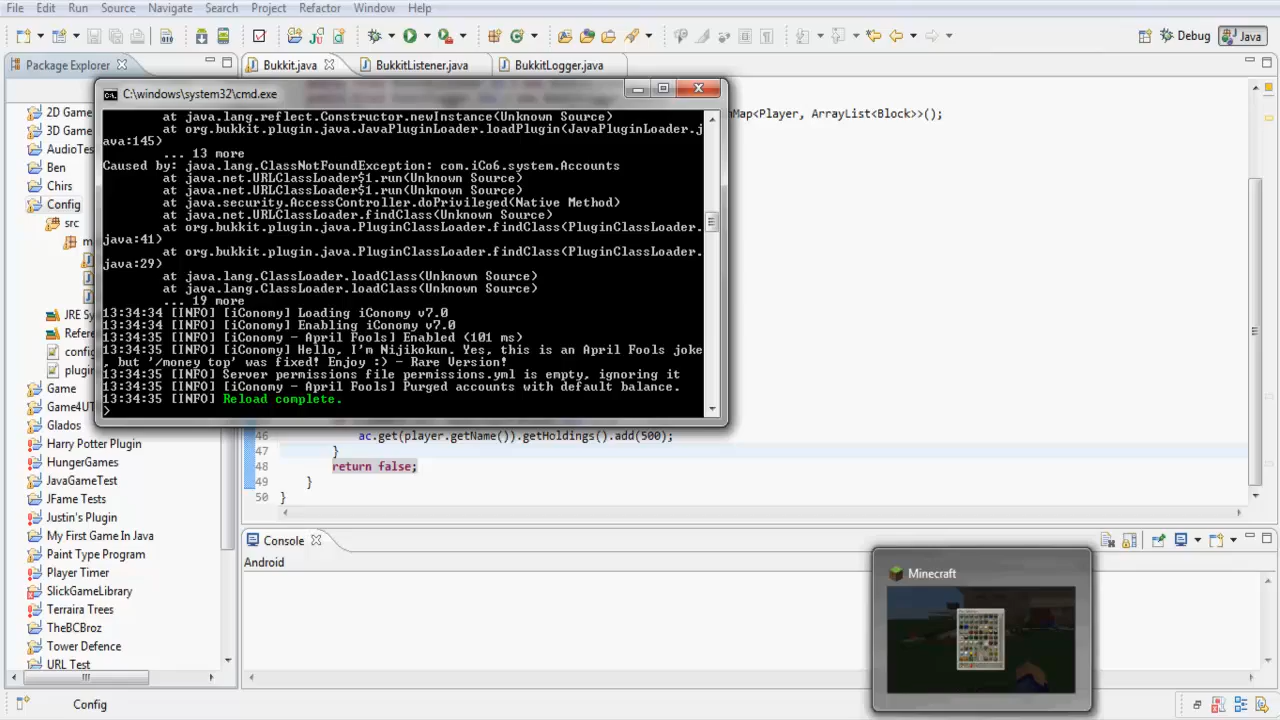 File Edit Run Source Navigate Search Project Refactor Window Help
Debug Java
Package Explorer
Bukkit.java BukkitListener.java BukkitLogger.java
C:\windows\system32\cmd.exe
at java.lang.reflect.Constructor.newInstance(Unknown Source)
at org.bukkit.plugin.java.JavaPluginLoader.loadPlugin(JavaPluginLoader.j
ava:145)
... 13 more
Caused by: java.lang.ClassNotFoundException: com.iCo6.system.Accounts
at java.net.URLClassLoader$1.run(Unknown Source)
at java.net.URLClassLoader$1.run(Unknown Source)
at java.security.AccessController.doPrivileged(Native Method)
at java.net.URLClassLoader.findClass(Unknown Source)
at org.bukkit.plugin.java.PluginClassLoader.findClass(PluginClassLoader.
java:41)
at org.bukkit.plugin.java.PluginClassLoader.findClass(PluginClassLoader.
java:29)
at java.lang.ClassLoader.loadClass(Unknown Source)
at java.lang.ClassLoader.loadClass(Unknown Source)
... 19 more
13:34:34 [INFO] [iConomy] Loading iConomy v7.0
13:34:34 [INFO] [iConomy] Enabling iConomy v7.0
13:34:35 [INFO] [iConomy - April Fools] Enabled (101 ms)
13:34:35 [INFO] [iConomy] Hello, I'm Nijikokun. Yes, this is an April Fools joke
, but '/money top' was fixed! Enjoy :) - Rare Version!
13:34:35 [INFO] Server permissions file permissions.yml is empty, ignoring it
13:34:35 [INFO] [iConomy - April Fools] Purged accounts with default balance.
13:34:35 [INFO] Reload complete.
>
Map<Player, ArrayList<Block>>();
46 ac.get(player.getName()).getHoldings().add(500);
47 }
48 return false;
49 }
50 }
2D Game
3D Game
AudioTest
Ben
Chirs
Config
src
JRE Sy
Refere
config
plugin
Game
Game4UT
Glados
Harry Potter Plugin
HungerGames
JavaGameTest
JFame Tests
Justin's Plugin
My First Game In Java
Paint Type Program
Player Timer
SlickGameLibrary
Terraira Trees
TheBCBroz
Tower Defence
URL Test
Console
Android
Minecraft
Config